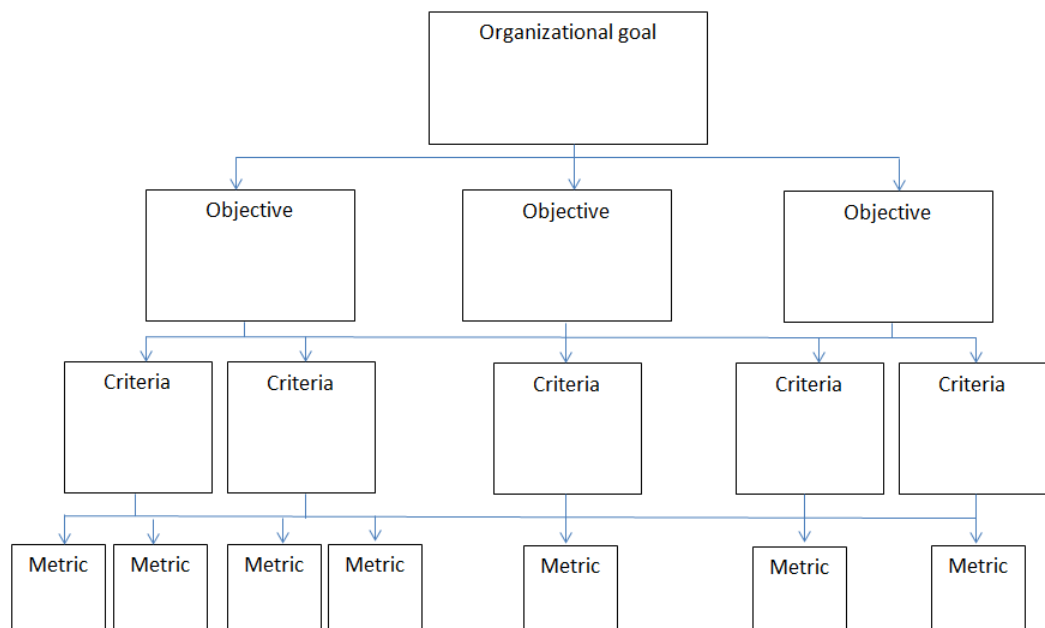 Organizational goal
Objective
Objective
Objective
Criteria
Criteria
Criteria
Criteria
Criteria
Metric
Metric
Metric
Metric
Metric
Metric
Metric